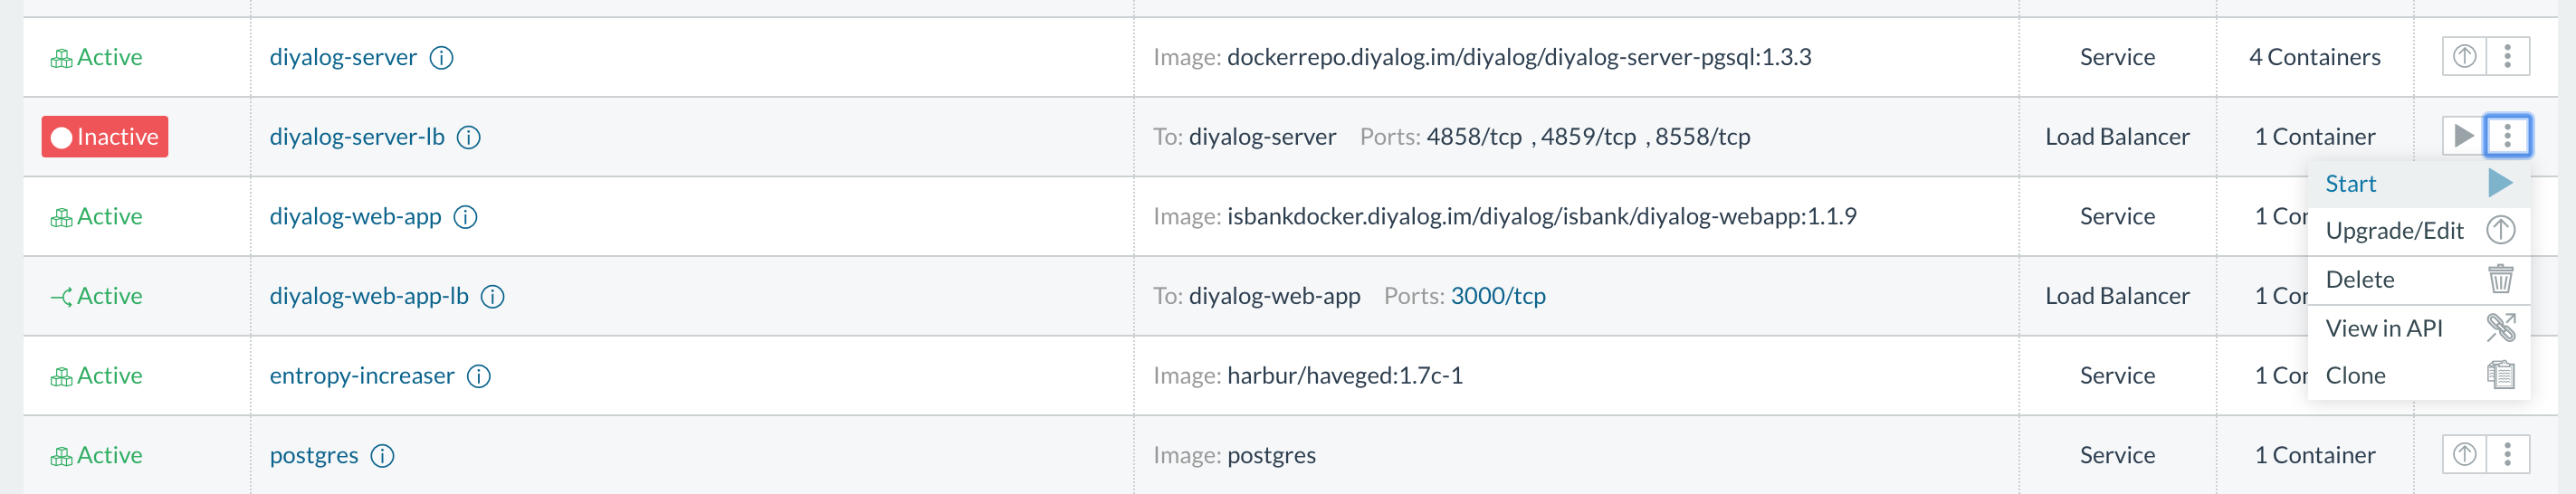 Active diyalog-server Image: dockerrepo.diyalog.im/diyalog/diyalog-server-pgsql:1.3.3 Service 4 Containers
Inactive diyalog-server-lb To: diyalog-server Ports: 4858/tcp , 4859/tcp , 8558/tcp Load Balancer 1 Container
Start
Active diyalog-web-app Image: isbankdocker.diyalog.im/diyalog/isbank/diyalog-webapp:1.1.9 Service 1 Con
Upgrade/Edit
Delete
Active diyalog-web-app-lb To: diyalog-web-app Ports: 3000/tcp Load Balancer 1 Con
View in API
Active entropy-increaser Image: harbur/haveged:1.7c-1 Service 1 Con
Clone
Active postgres Image: postgres Service 1 Container